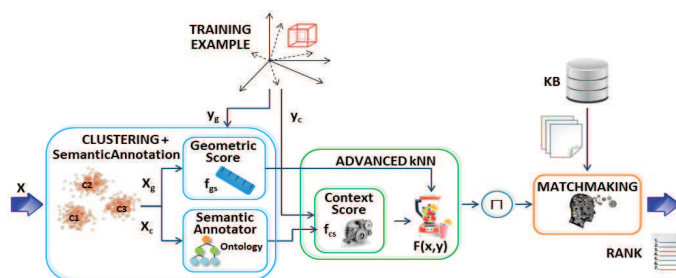 TRAINING
EXAMPLE
KB
y_g
y_c
CLUSTERING +
SemanticAnnotation
Geometric
Score
f_gs
ADVANCED kNN
X
C2
C1
C3
X_g
X_c
Semantic
Annotator
Ontology
Context
Score
f_cs
F(x,y)
⊓
MATCHMAKING
RANK